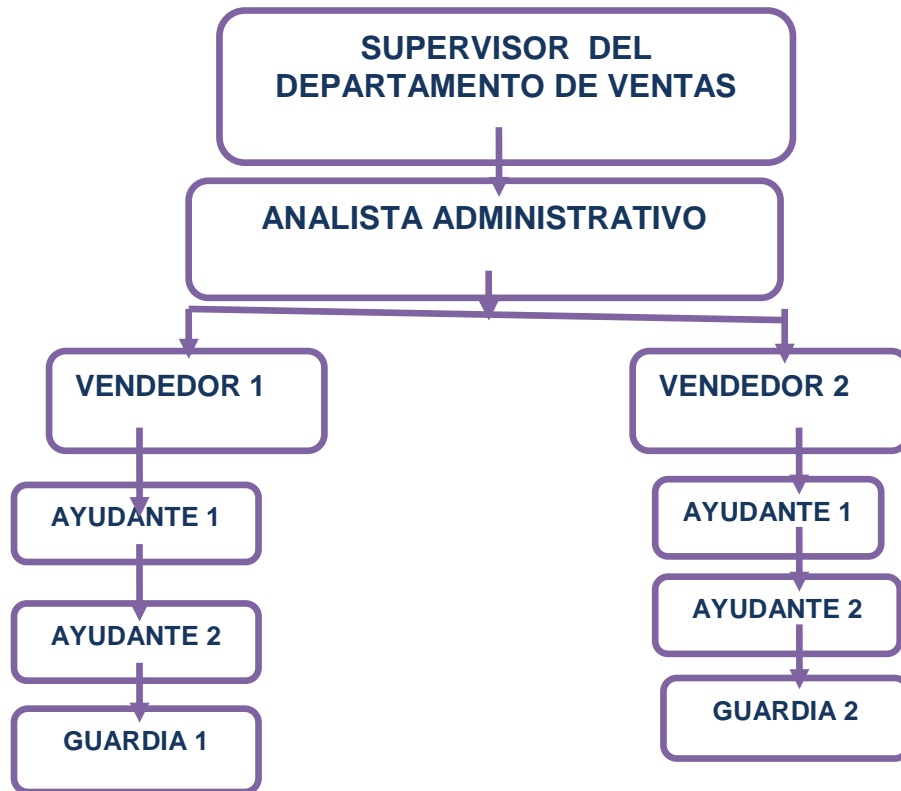 SUPERVISOR DEL
DEPARTAMENTO DE VENTAS
ANALISTA ADMINISTRATIVO
VENDEDOR 1
VENDEDOR 2
AYUDANTE 1
AYUDANTE 1
AYUDANTE 2
AYUDANTE 2
GUARDIA 1
GUARDIA 2